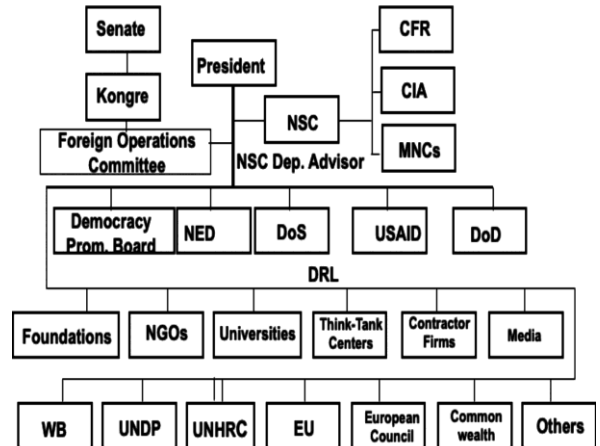 Senate
CFR
President
Kongre
CIA
NSC
Foreign Operations
Committee
MNCs
NSC Dep. Advisor
Democracy
Prom. Board
NED
DoS
USAID
DoD
DRL
Foundations
NGOs
Universities
Think-Tank
Centers
Contractor
Firms
Media
WB
UNDP
UNHRC
EU
European
Council
Common
wealth
Others